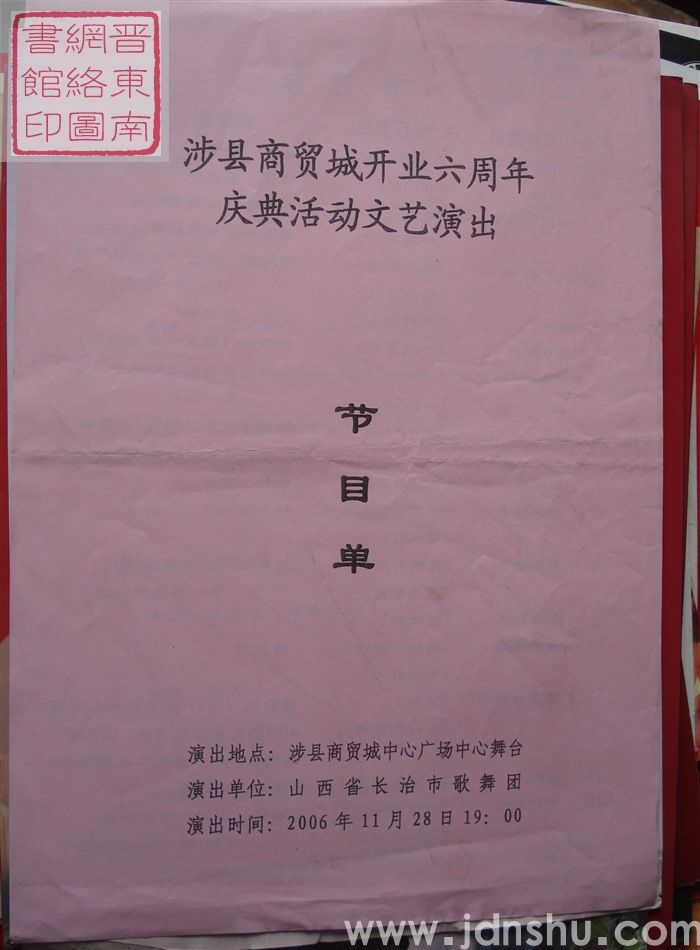 晋东南
網絡圖
書館印
涉县商贸城开业六周年
庆典活动文艺演出
节
目
单
演出地点：涉县商贸城中心广场中心舞台
演出单位：山西省长治市歌舞团
演出时间：2006年11月28日19：00
www.jdnshu.com